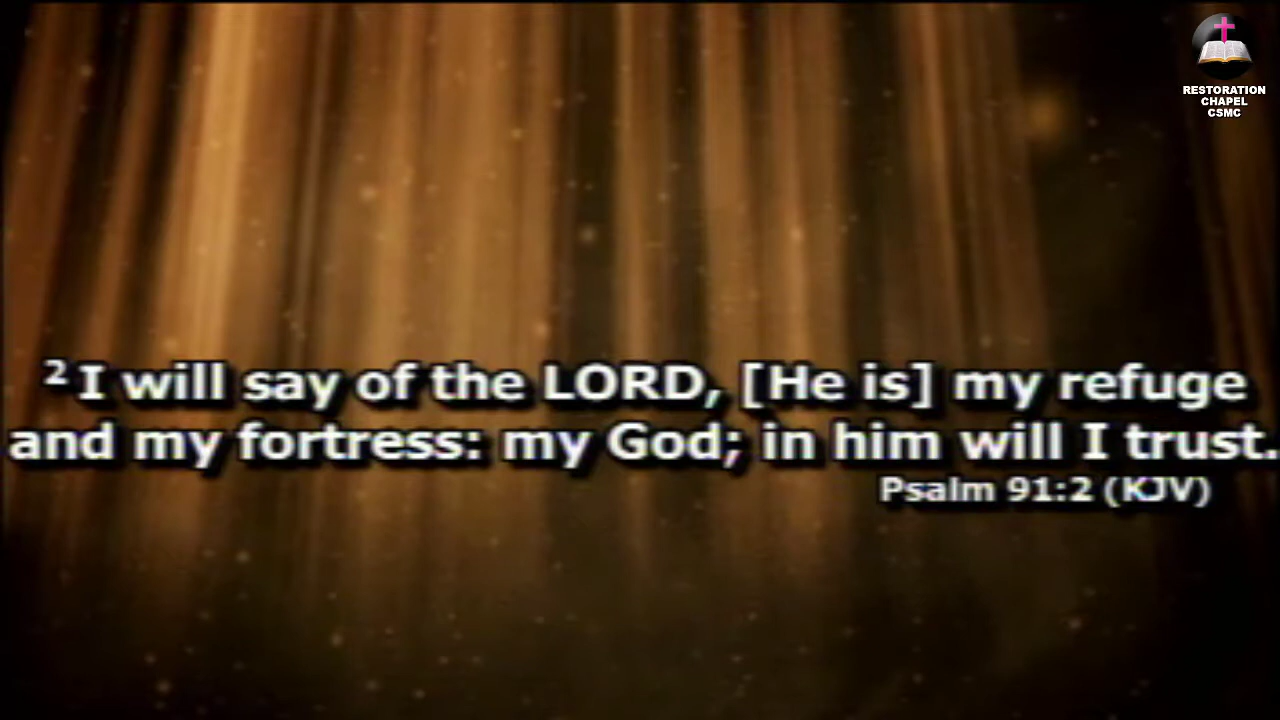 RESTORATION
CHAPEL
CSMC
2 I will say of the LORD, [He is] my refuge
and my fortress: my God; in him will I trust.
Psalm 91:2 (KJV)